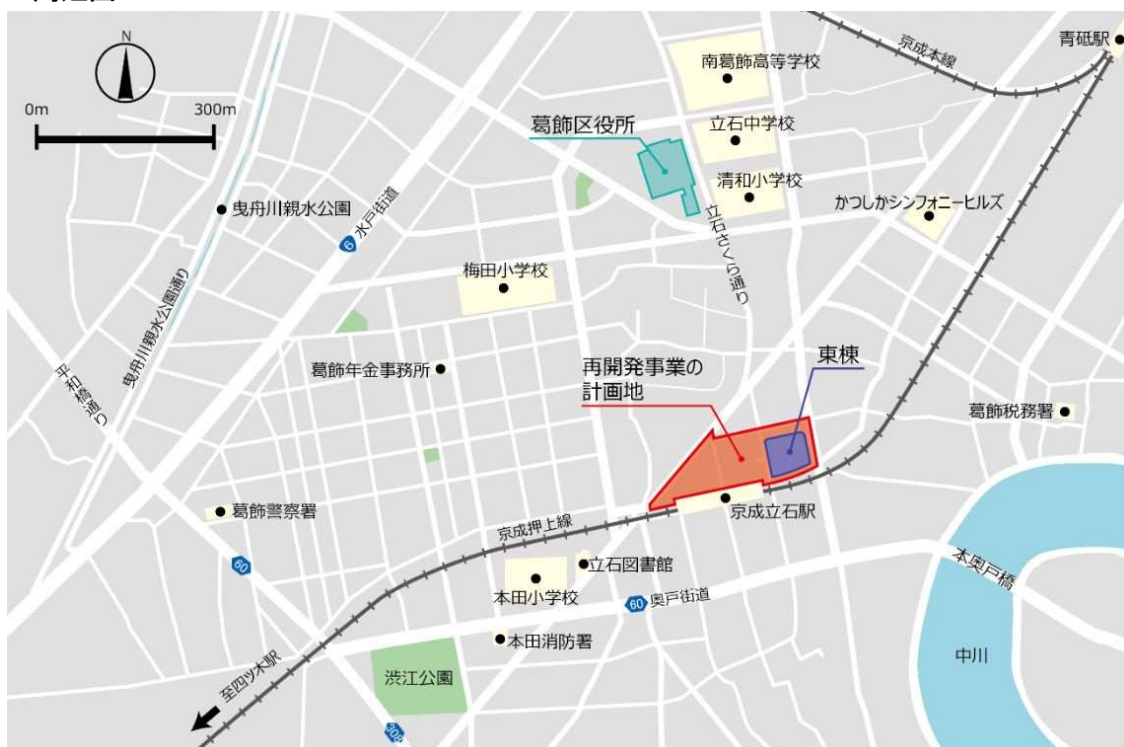 N
0m 300m
青砥駅
京成本線
南葛飾高等学校
葛飾区役所
立石中学校
清和小学校
かつしかシンフォニーヒルズ
曳舟川親水公園
6 水戸街道
立石さくら通り
梅田小学校
曳舟川親水公園通り
平和橋通り
葛飾年金事務所
再開発事業の
計画地
東棟
葛飾税務署
葛飾警察署
京成押上線
京成立石駅
60
立石図書館
本田小学校
60 奥戸街道
本奥戸橋
本田消防署
渋江公園
中川
至四ツ木駅
308